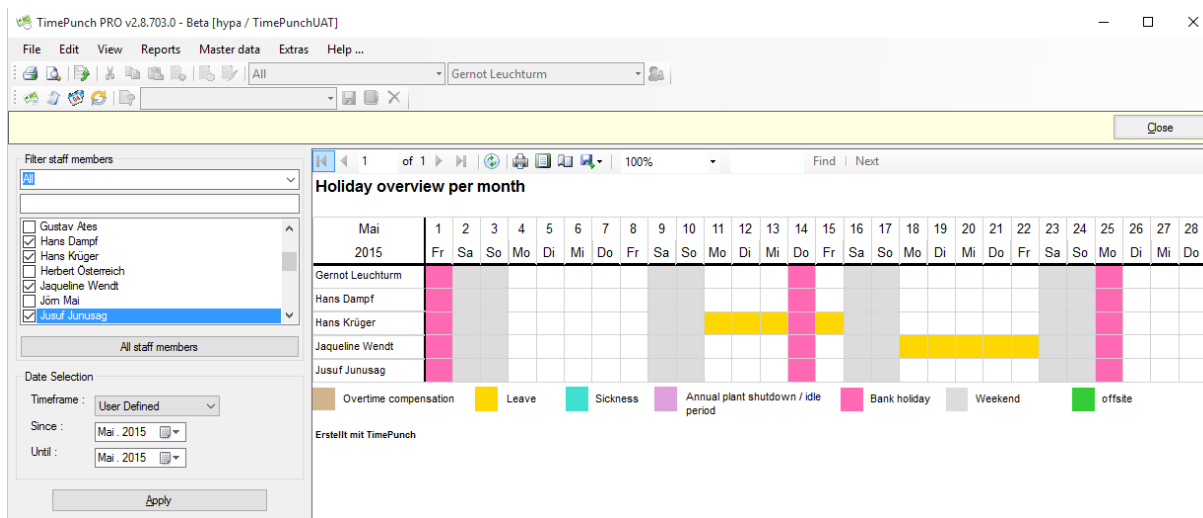 TimePunch PRO v2.8.703.0 - Beta [hypa / TimePunchUAT]
File Edit View Reports Master data Extras Help ...
All Gernot Leuchturm
Close
Filter staff members
All
Gustav Ates
Hans Dampf
Hans Krüger
Herbert Österreich
Jaqueline Wendt
Jörn Mai
Jusuf Junusag
All staff members
Date Selection
Timeframe : User Defined
Since : Mai . 2015
Until : Mai . 2015
Apply
1 of 1 100% Find | Next
Holiday overview per month
Mai 1 2 3 4 5 6 7 8 9 10 11 12 13 14 15 16 17 18 19 20 21 22 23 24 25 26 27 28
2015 Fr Sa So Mo Di Mi Do Fr Sa So Mo Di Mi Do Fr Sa So Mo Di Mi Do Fr Sa So Mo Di Mi Do
Gernot Leuchturm
Hans Dampf
Hans Krüger
Jaqueline Wendt
Jusuf Junusag
Overtime compensation Leave Sickness Annual plant shutdown / idle period Bank holiday Weekend offsite
Erstellt mit TimePunch